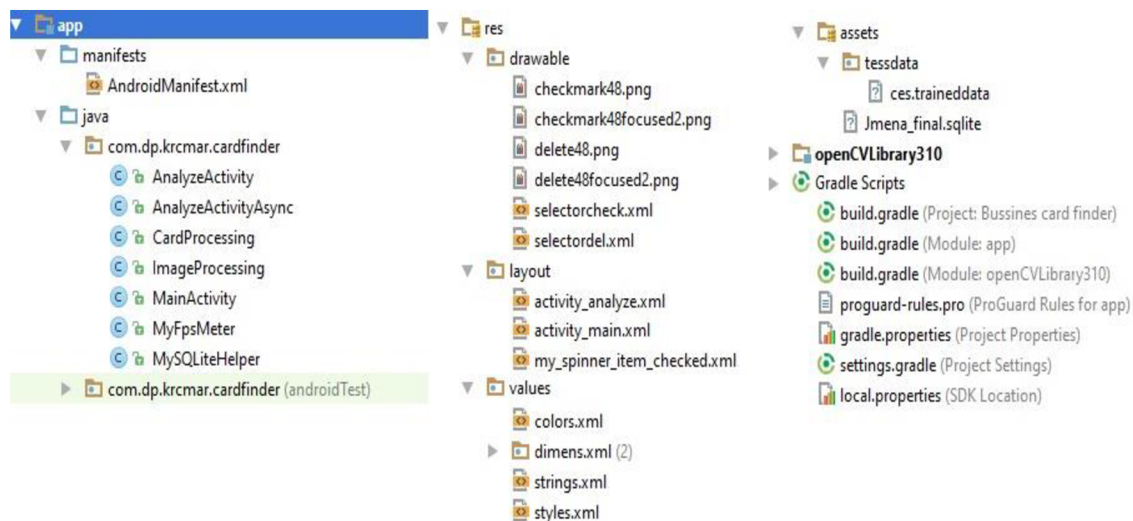 app
manifests
AndroidManifest.xml
java
com.dp.krcmar.cardfinder
AnalyzeActivity
AnalyzeActivityAsync
CardProcessing
ImageProcessing
MainActivity
MyFpsMeter
MySQLiteHelper
com.dp.krcmar.cardfinder (androidTest)
res
drawable
checkmark48.png
checkmark48focused2.png
delete48.png
delete48focused2.png
selectorcheck.xml
selectordel.xml
layout
activity_analyze.xml
activity_main.xml
my_spinner_item_checked.xml
values
colors.xml
dimens.xml (2)
strings.xml
styles.xml
assets
tessdata
ces.traineddata
Jmena_final.sqlite
openCVLibrary310
Gradle Scripts
build.gradle (Project: Bussines card finder)
build.gradle (Module: app)
build.gradle (Module: openCVLibrary310)
proguard-rules.pro (ProGuard Rules for app)
gradle.properties (Project Properties)
settings.gradle (Project Settings)
local.properties (SDK Location)